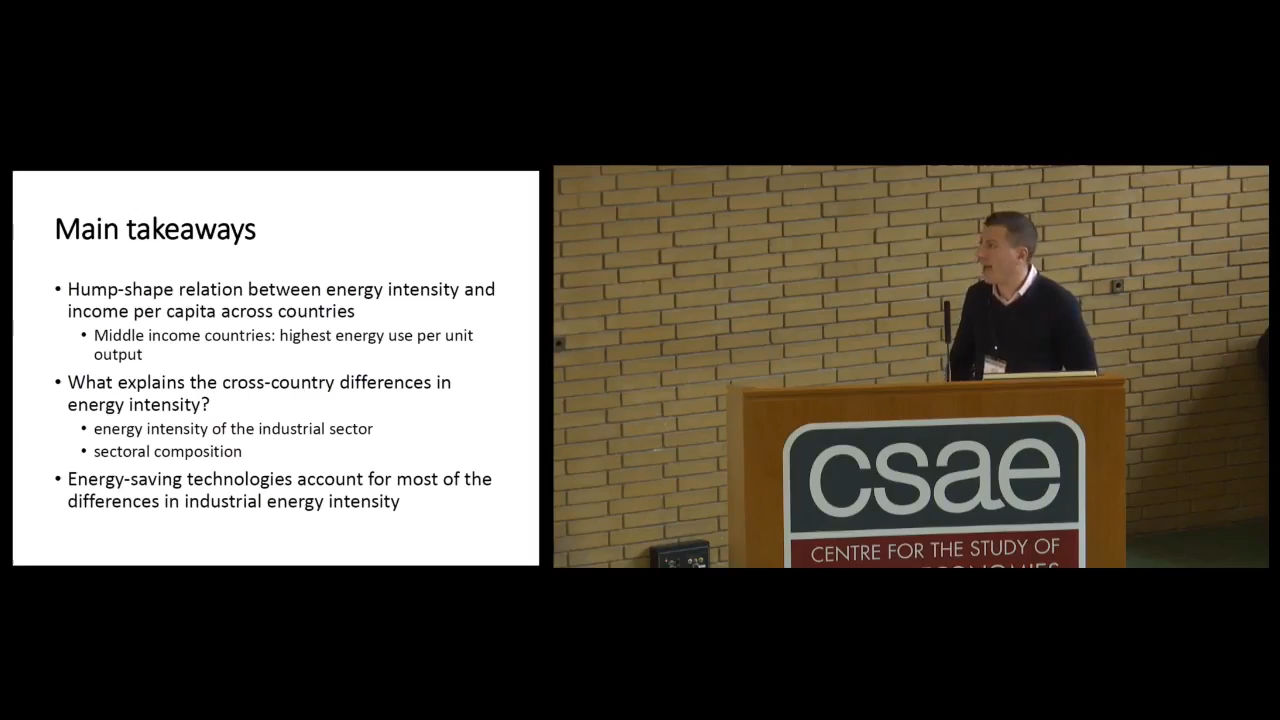 Main takeaways
• Hump-shape relation between energy intensity and
income per capita across countries
• Middle income countries: highest energy use per unit
output
• What explains the cross-country differences in
energy intensity?
• energy intensity of the industrial sector
• sectoral composition
• Energy-saving technologies account for most of the
differences in industrial energy intensity
csae
CENTRE FOR THE STUDY OF